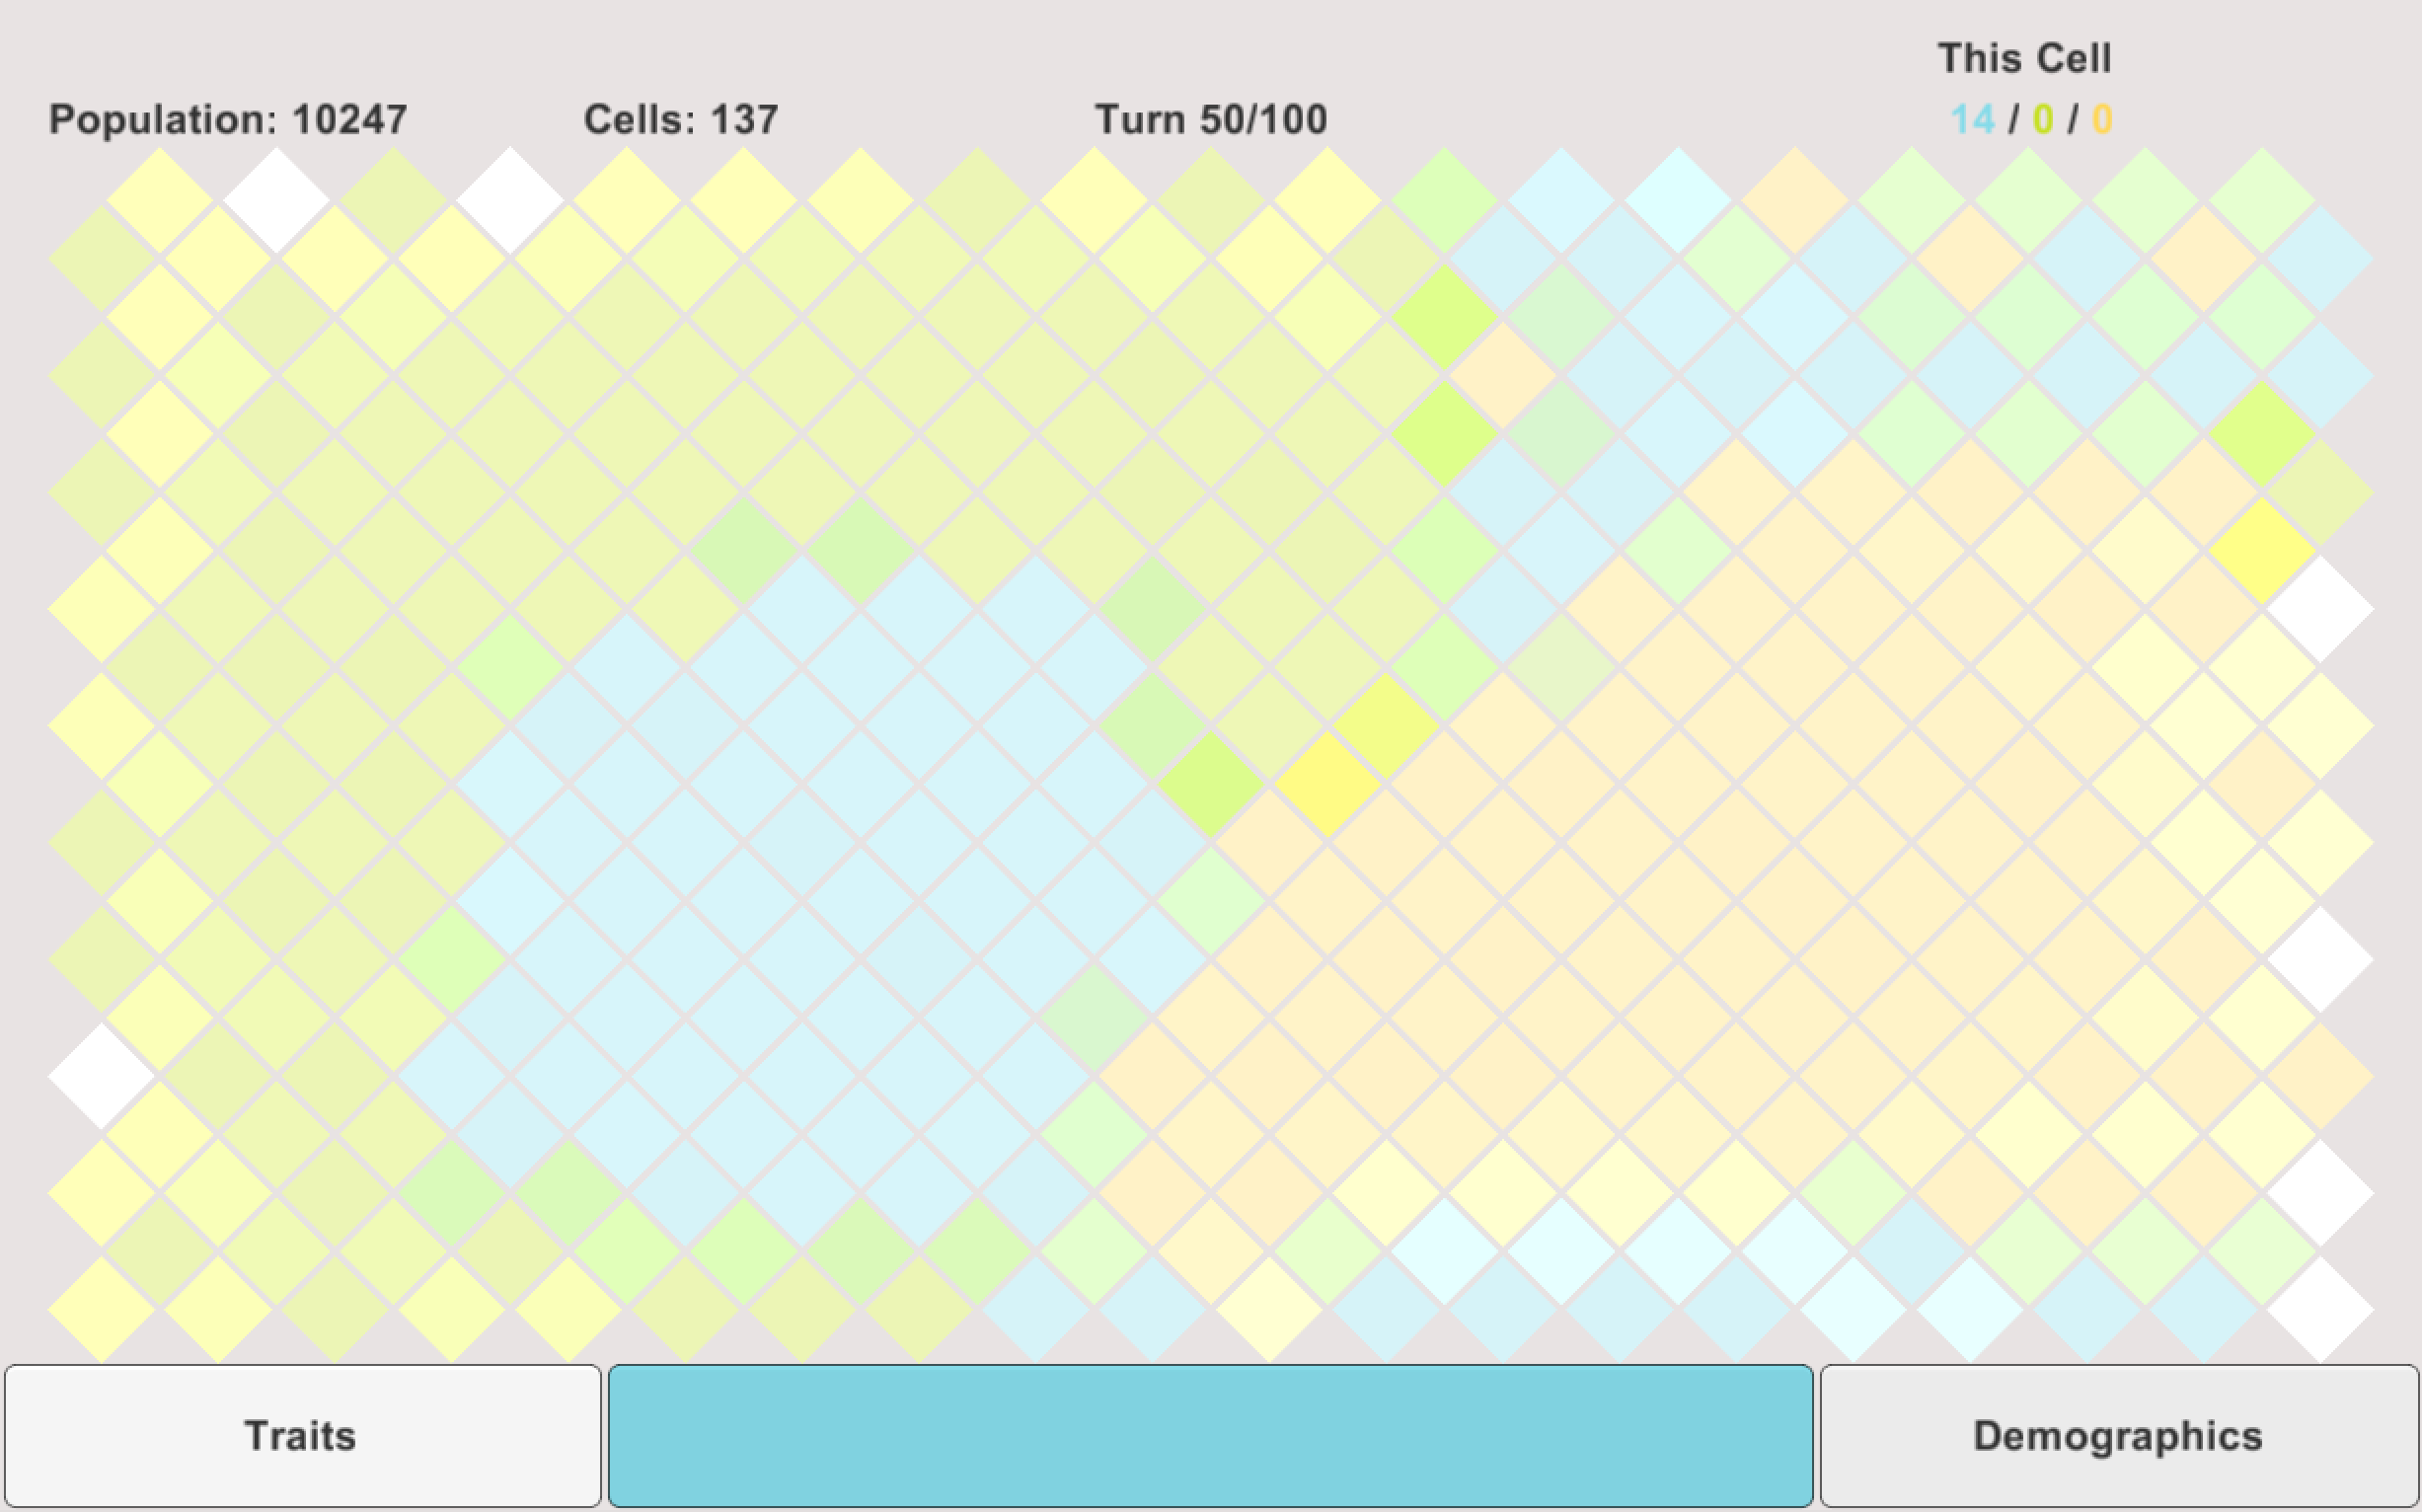 This Cell
Population: 10247 Cells: 137 Turn 50/100 14 / 0 / 0
Traits Demographics